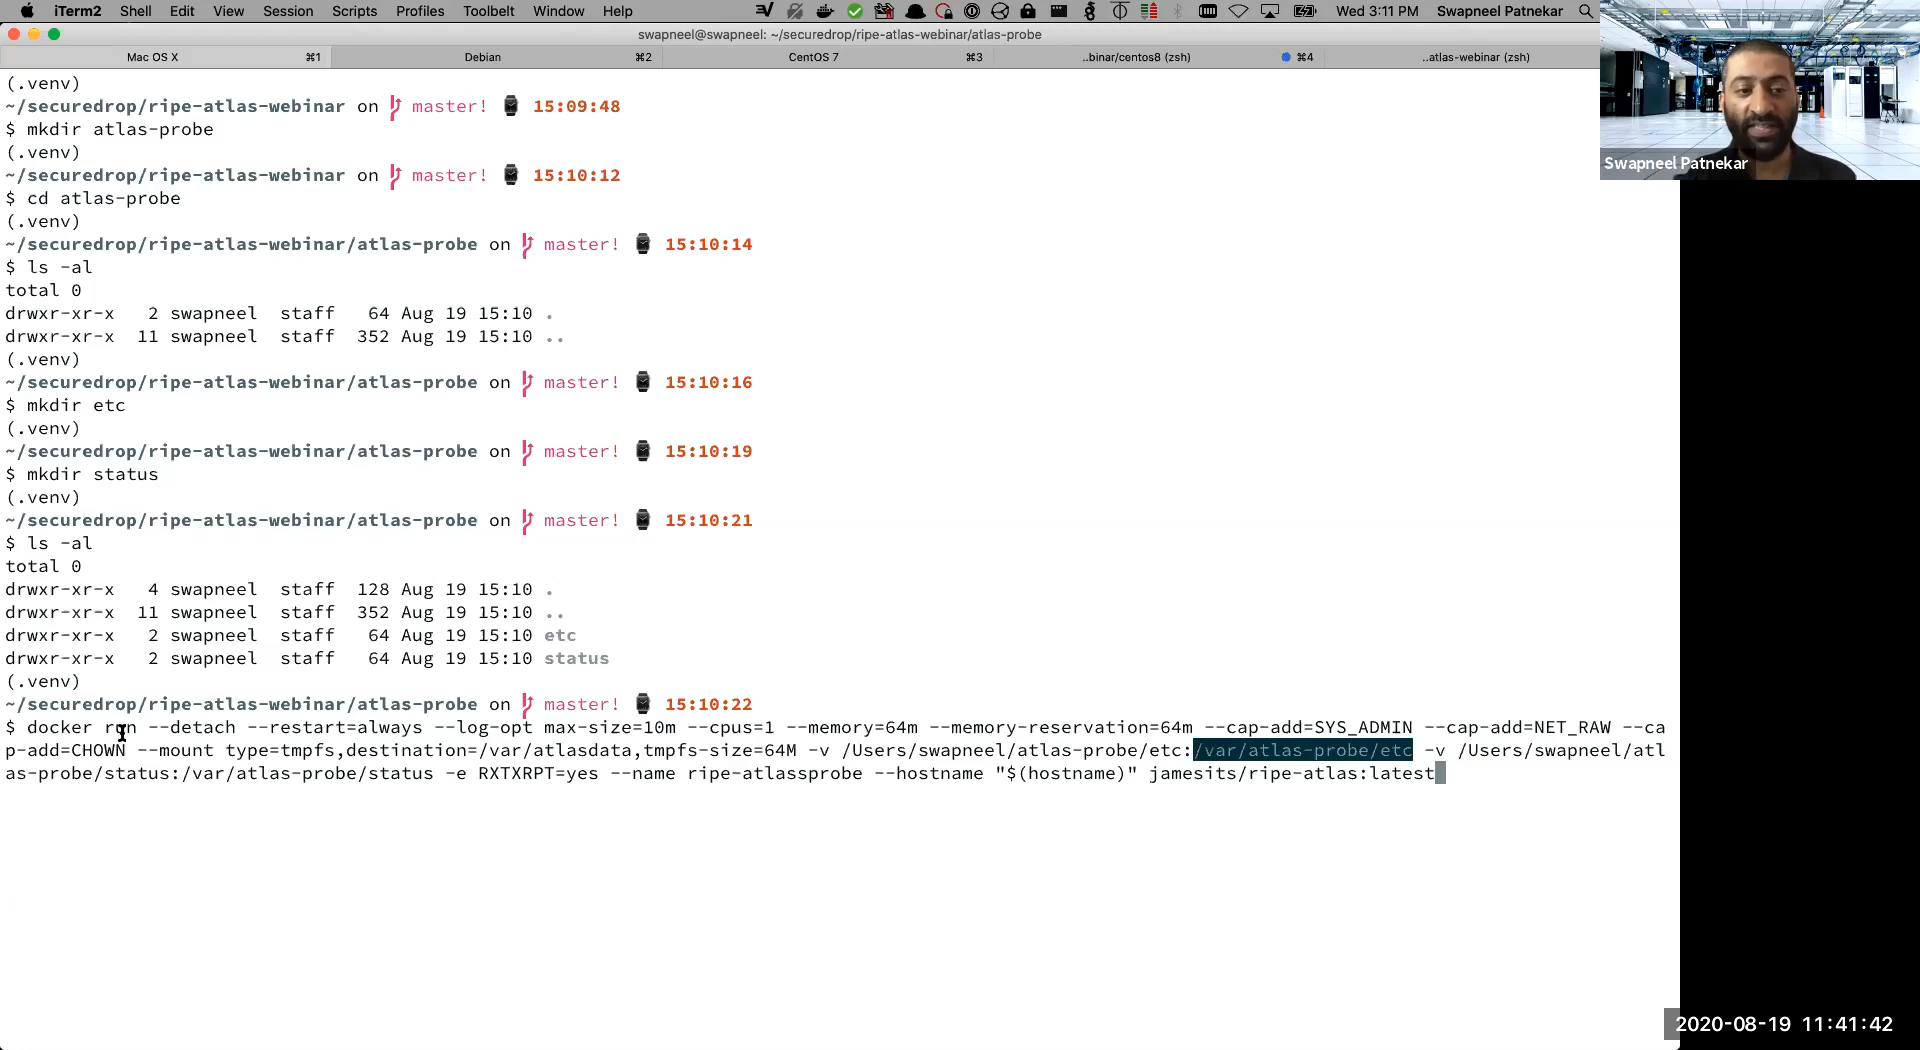 iTerm2 Shell Edit View Session Scripts Profiles Toolbelt Window Help Wed 3:11 PM Swapneel Patnekar
swapneel@swapneel: ~/securedrop/ripe-atlas-webinar/atlas-probe
Mac OS X ⌘1 Debian ⌘2 CentOS 7 ⌘3 ..binar/centos8 (zsh) ⌘4 ..atlas-webinar (zsh)
(.venv)
~/securedrop/ripe-atlas-webinar on master! 15:09:48
$ mkdir atlas-probe
(.venv)
~/securedrop/ripe-atlas-webinar on master! 15:10:12
$ cd atlas-probe
(.venv)
~/securedrop/ripe-atlas-webinar/atlas-probe on master! 15:10:14
$ ls -al
total 0
drwxr-xr-x 2 swapneel staff 64 Aug 19 15:10 .
drwxr-xr-x 11 swapneel staff 352 Aug 19 15:10 ..
(.venv)
~/securedrop/ripe-atlas-webinar/atlas-probe on master! 15:10:16
$ mkdir etc
(.venv)
~/securedrop/ripe-atlas-webinar/atlas-probe on master! 15:10:19
$ mkdir status
(.venv)
~/securedrop/ripe-atlas-webinar/atlas-probe on master! 15:10:21
$ ls -al
total 0
drwxr-xr-x 4 swapneel staff 128 Aug 19 15:10 .
drwxr-xr-x 11 swapneel staff 352 Aug 19 15:10 ..
drwxr-xr-x 2 swapneel staff 64 Aug 19 15:10 etc
drwxr-xr-x 2 swapneel staff 64 Aug 19 15:10 status
(.venv)
~/securedrop/ripe-atlas-webinar/atlas-probe on master! 15:10:22
$ docker run --detach --restart=always --log-opt max-size=10m --cpus=1 --memory=64m --memory-reservation=64m --cap-add=SYS_ADMIN --cap-add=NET_RAW --ca
p-add=CHOWN --mount type=tmpfs,destination=/var/atlasdata,tmpfs-size=64M -v /Users/swapneel/atlas-probe/etc:/var/atlas-probe/etc -v /Users/swapneel/atl
as-probe/status:/var/atlas-probe/status -e RXTXRPT=yes --name ripe-atlassprobe --hostname "$(hostname)" jamesits/ripe-atlas:latest
Swapneel Patnekar
2020-08-19 11:41:42